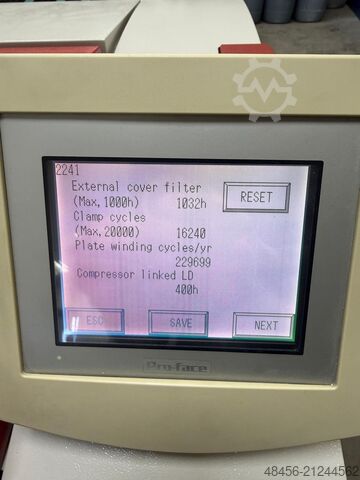 2241
External cover filter
(Max,1000h) 1032h
RESET
Clamp cycles
(Max,20000) 16240
Plate winding cycles/yr
229699
Compressor linked LD
400h
ESC SAVE NEXT
Pro-face
48456-21244562